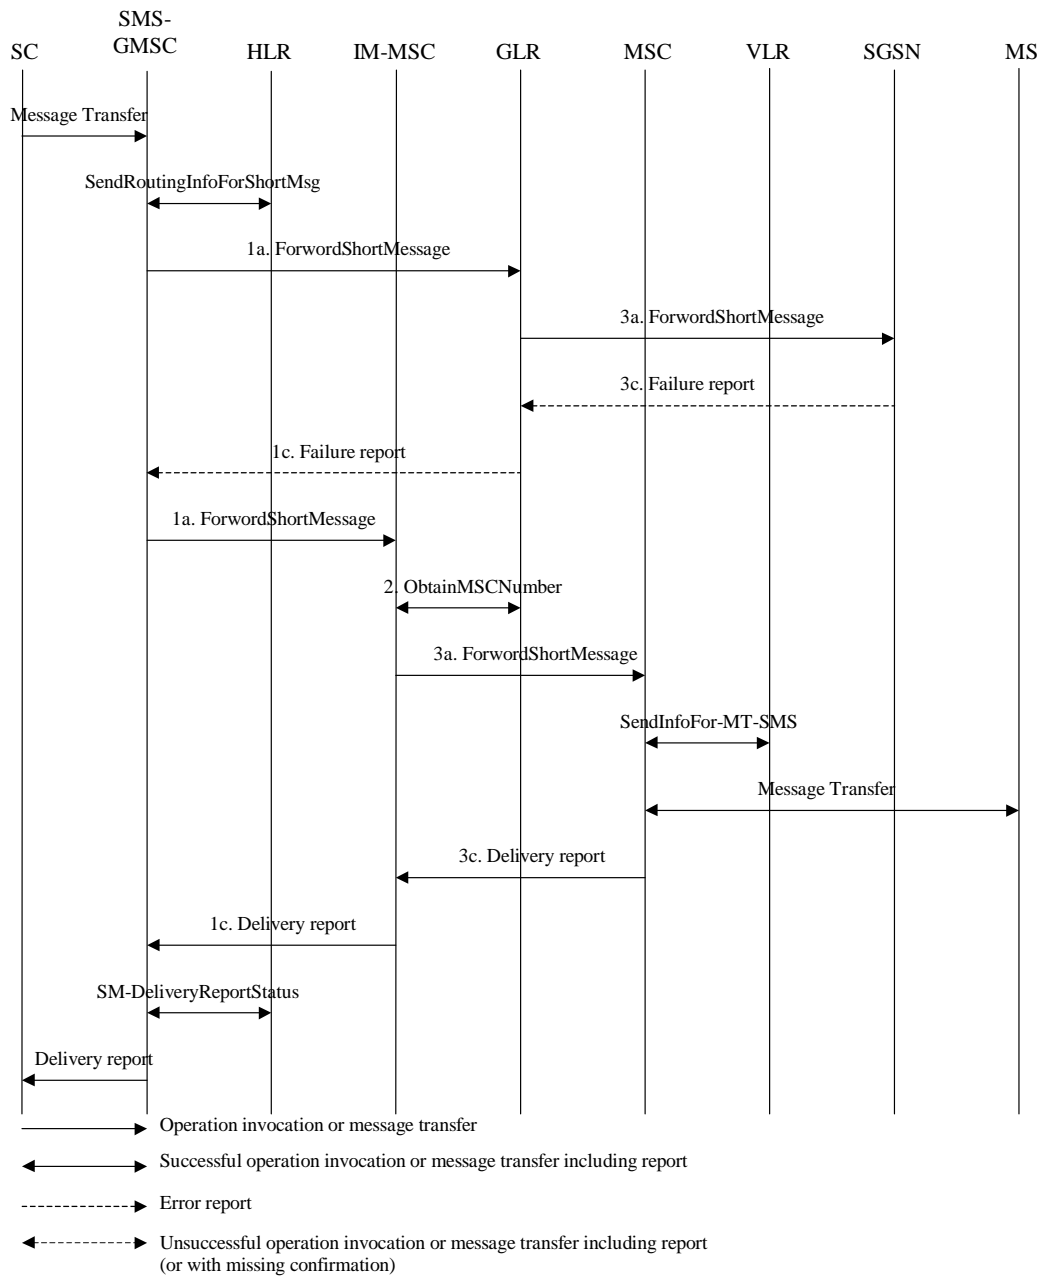 SMS-
SC GMSC HLR IM-MSC GLR MSC VLR SGSN MS
Message Transfer
SendRoutingInfoForShortMsg
1a. ForwordShortMessage
3a. ForwordShortMessage
3c. Failure report
1c. Failure report
1a. ForwordShortMessage
2. ObtainMSCNumber
3a. ForwordShortMessage
SendInfoFor-MT-SMS
Message Transfer
3c. Delivery report
1c. Delivery report
SM-DeliveryReportStatus
Delivery report
Operation invocation or message transfer
Successful operation invocation or message transfer including report
Error report
Unsuccessful operation invocation or message transfer including report
(or with missing confirmation)